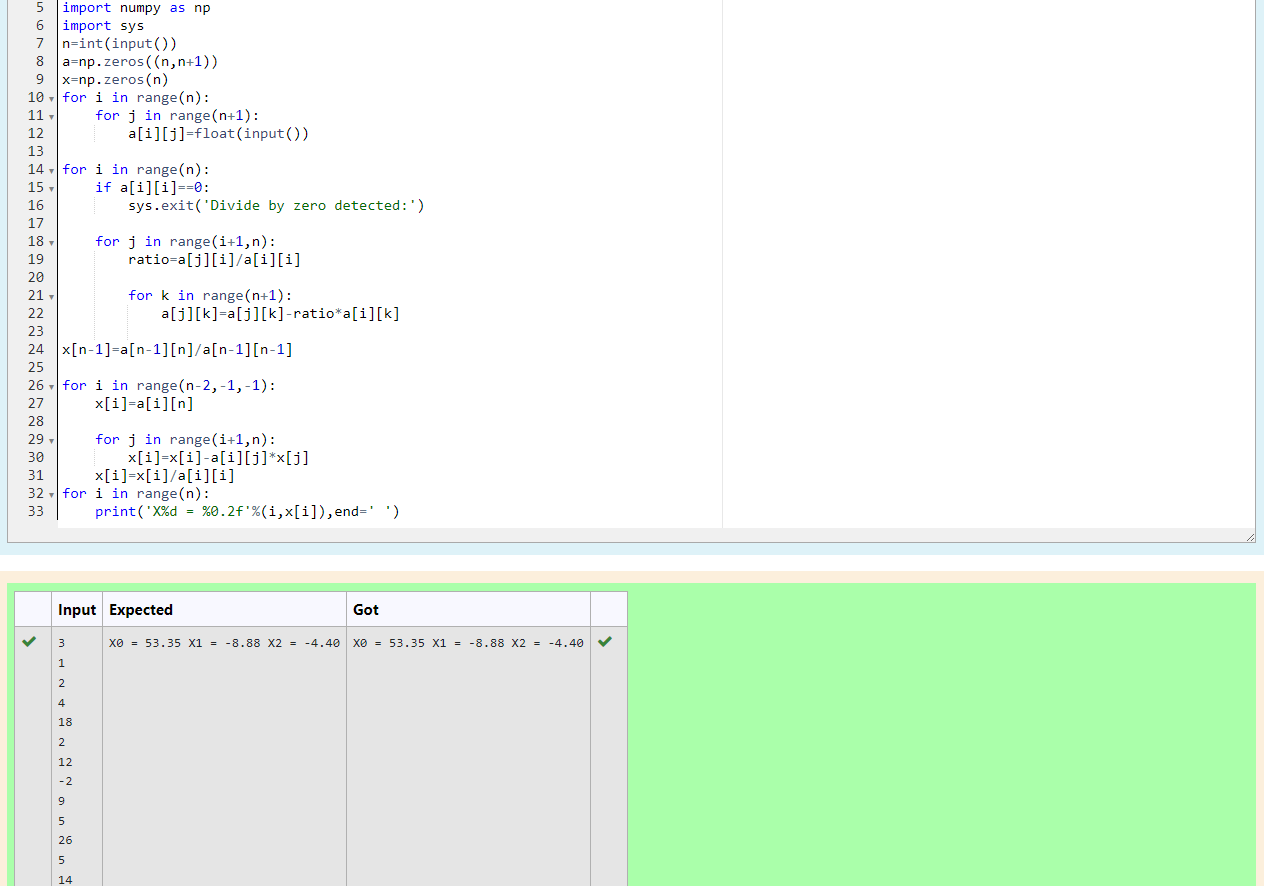 5 import numpy as np
6 import sys
7 n=int(input())
8 a=np.zeros((n,n+1))
9 x=np.zeros(n)
10 for i in range(n):
11     for j in range(n+1):
12         a[i][j]=float(input())
13
14 for i in range(n):
15     if a[i][i]==0:
16         sys.exit('Divide by zero detected:')
17
18     for j in range(i+1,n):
19         ratio=a[j][i]/a[i][i]
20
21         for k in range(n+1):
22             a[j][k]=a[j][k]-ratio*a[i][k]
23
24 x[n-1]=a[n-1][n]/a[n-1][n-1]
25
26 for i in range(n-2,-1,-1):
27     x[i]=a[i][n]
28
29     for j in range(i+1,n):
30         x[i]=x[i]-a[i][j]*x[j]
31     x[i]=x[i]/a[i][i]
32 for i in range(n):
33     print('X%d = %0.2f'%(i,x[i]),end=' ')
Input Expected Got
3 X0 = 53.35 X1 = -8.88 X2 = -4.40 X0 = 53.35 X1 = -8.88 X2 = -4.40
1
2
4
18
2
12
-2
9
5
26
5
14